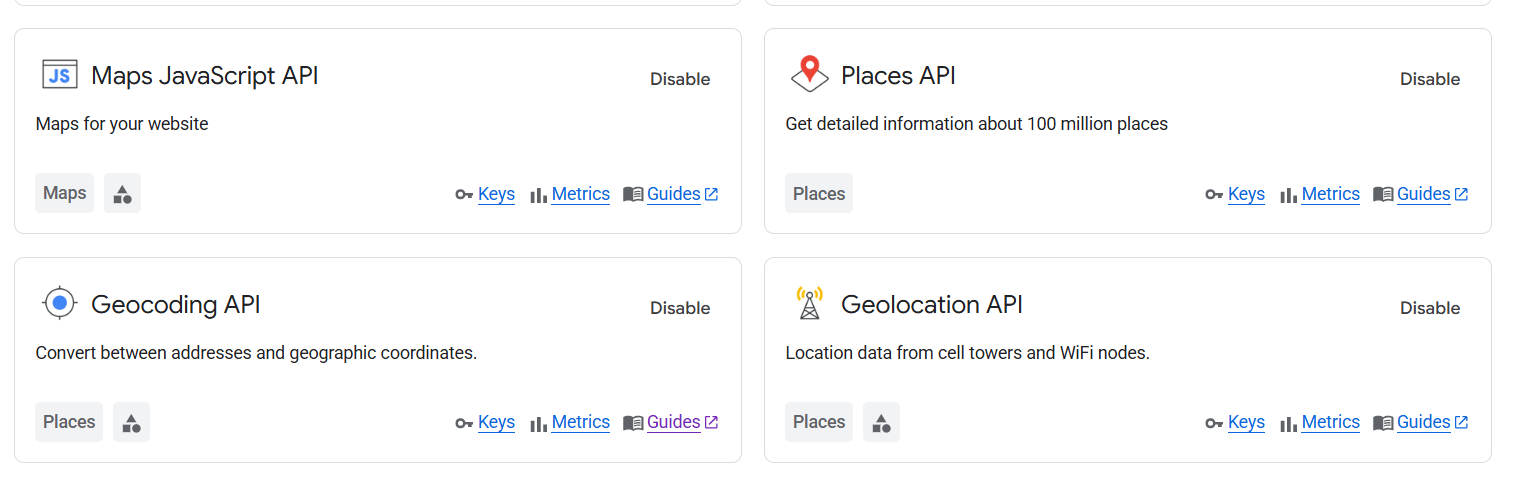 JS Maps JavaScript API Disable
Maps for your website
Maps Keys Metrics Guides
Places API Disable
Get detailed information about 100 million places
Places Keys Metrics Guides
Geocoding API Disable
Convert between addresses and geographic coordinates.
Places Keys Metrics Guides
Geolocation API Disable
Location data from cell towers and WiFi nodes.
Places Keys Metrics Guides